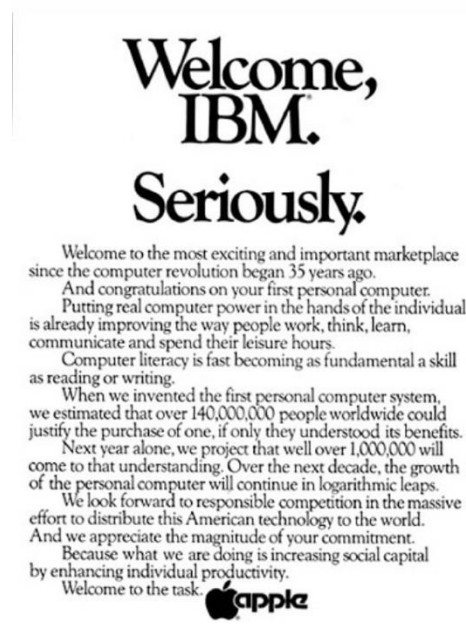 Welcome,
IBM.
Seriously.
Welcome to the most exciting and important marketplace
since the computer revolution began 35 years ago.
And congratulations on your first personal computer.
Putting real computer power in the hands of the individual
is already improving the way people work, think, learn,
communicate and spend their leisure hours.
Computer literacy is fast becoming as fundamental a skill
as reading or writing.
When we invented the first personal computer system,
we estimated that over 140,000,000 people worldwide could
justify the purchase of one, if only they understood its benefits.
Next year alone, we project that well over 1,000,000 will
come to that understanding. Over the next decade, the growth
of the personal computer will continue in logarithmic leaps.
We look forward to responsible competition in the massive
effort to distribute this American technology to the world.
And we appreciate the magnitude of your commitment.
Because what we are doing is increasing social capital
by enhancing individual productivity.
Welcome to the task. apple